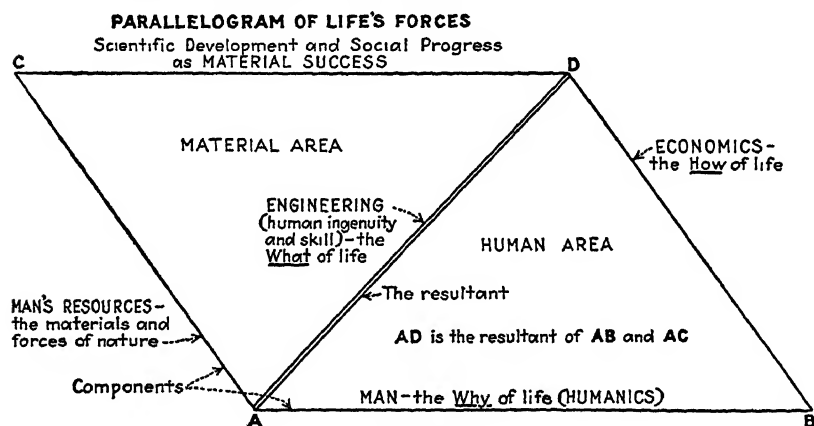 PARALLELOGRAM OF LIFE'S FORCES
Scientific Development and Social Progress
as MATERIAL SUCCESS
C
D
MATERIAL AREA
ECONOMICS–
the How of life
ENGINEERING
(human ingenuity
and skill)–the
What of life
HUMAN AREA
The resultant
MAN'S RESOURCES–
the materials and
forces of nature
AD is the resultant of AB and AC
Components
MAN–the Why of life (HUMANICS)
A
B